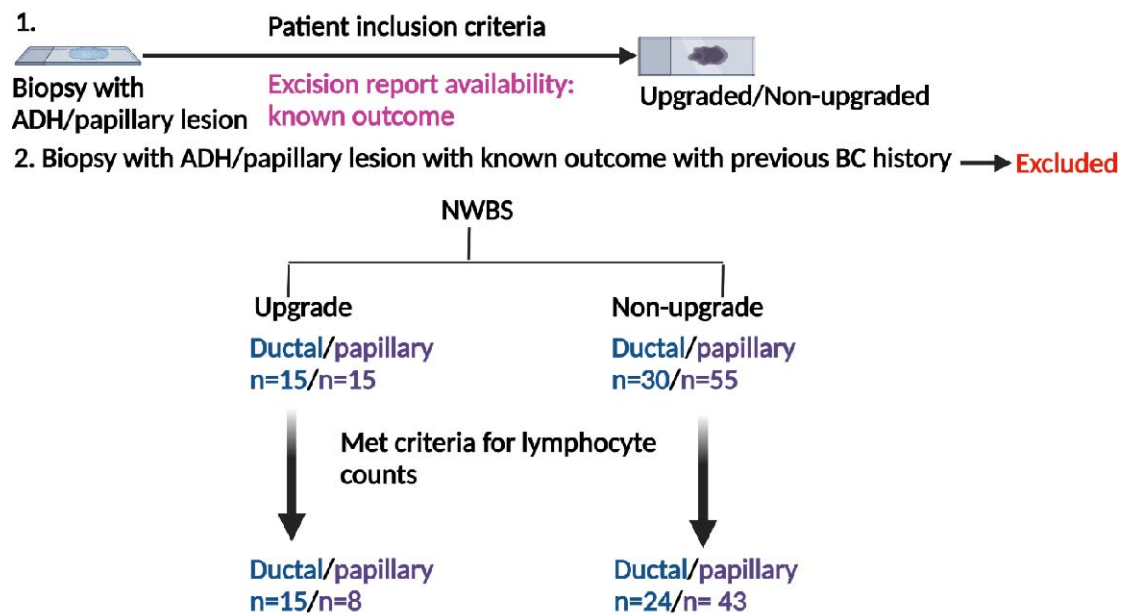 1.
Patient inclusion criteria
Biopsy with
ADH/papillary lesion
Excision report availability:
known outcome
Upgraded/Non-upgraded
2. Biopsy with ADH/papillary lesion with known outcome with previous BC history Excluded
NWBS
Upgrade
Ductal/papillary
n=15/n=15
Non-upgrade
Ductal/papillary
n=30/n=55
Met criteria for lymphocyte
counts
Ductal/papillary
n=15/n=8
Ductal/papillary
n=24/n= 43